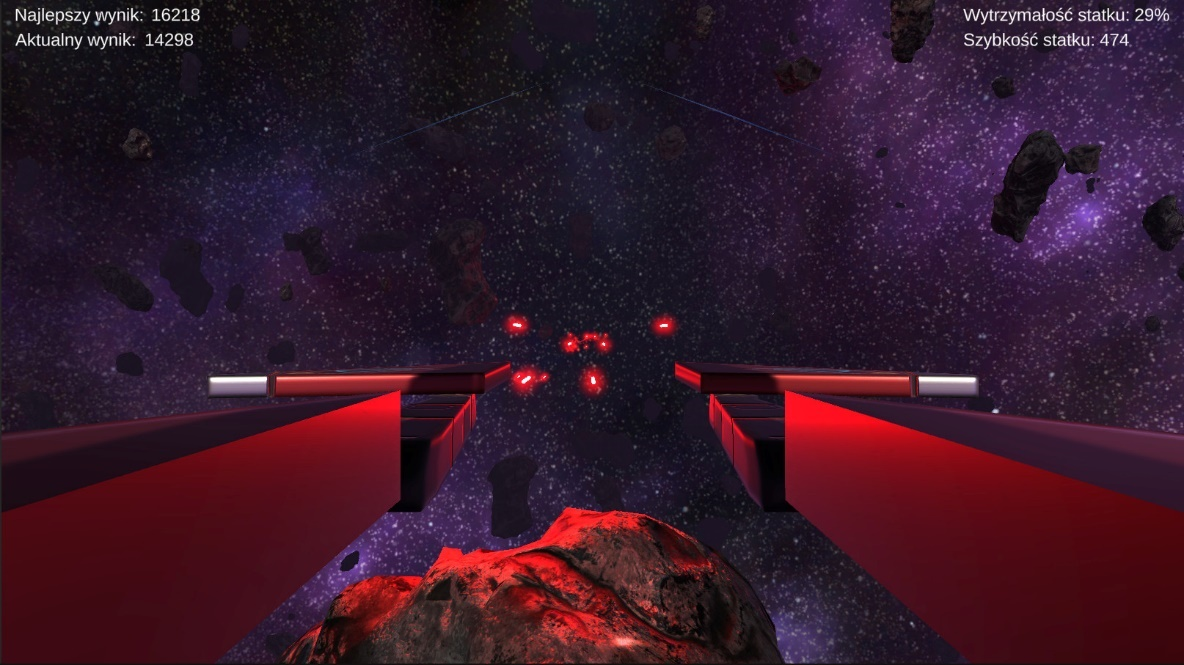 Najlepszy wynik: 16218
Aktualny wynik: 14298
Wytrzymałość statku: 29%
Szybkość statku: 474